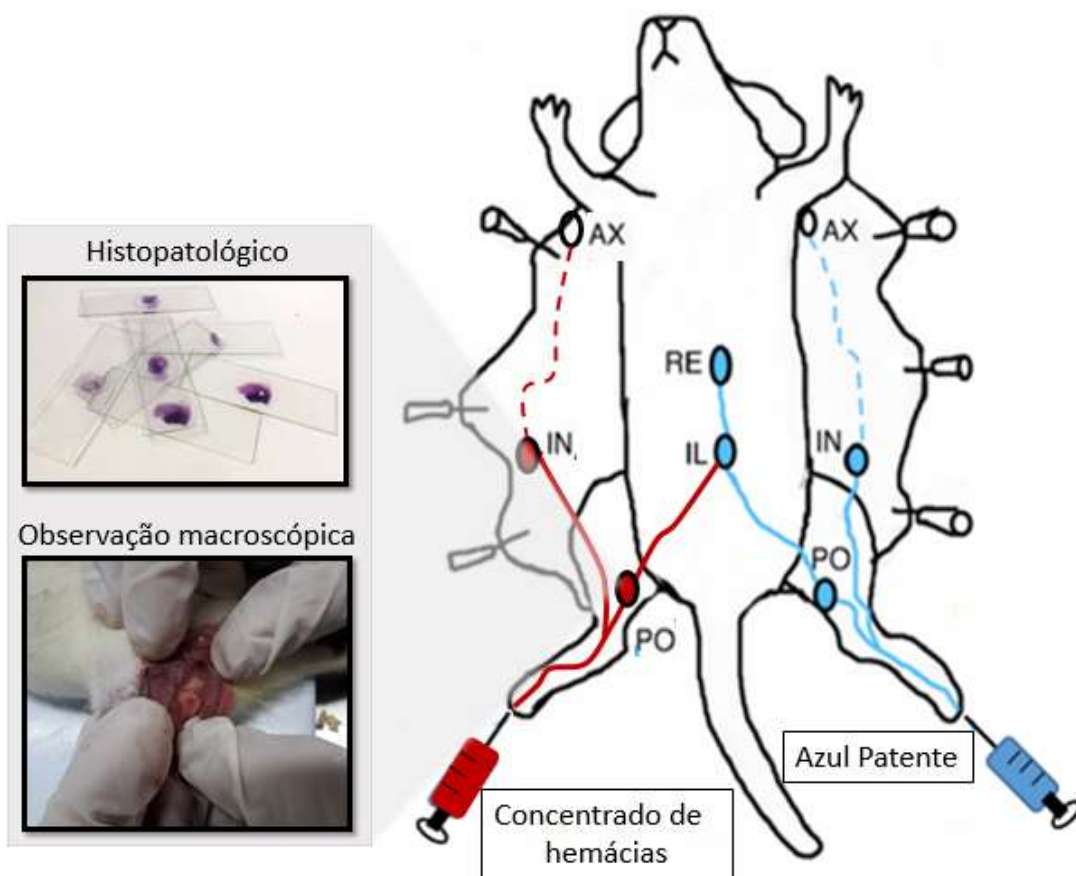 Histopatológico
Observação macroscópica
AX
AX
RE
IN
IL
IN
PO
PO
Azul Patente
Concentrado de
hemácias